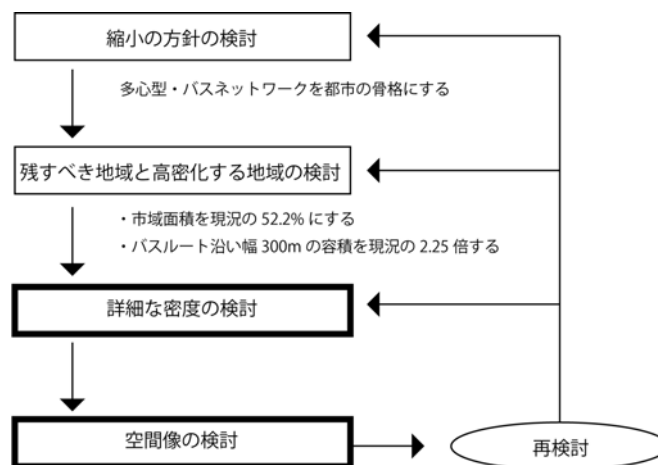 縮小の方針の検討
多心型・バスネットワークを都市の骨格にする
残すべき地域と高密化する地域の検討
・市域面積を現況の 52.2% にする
・バスルート沿い幅 300m の容積を現況の 2.25 倍する
詳細な密度の検討
空間像の検討
再検討